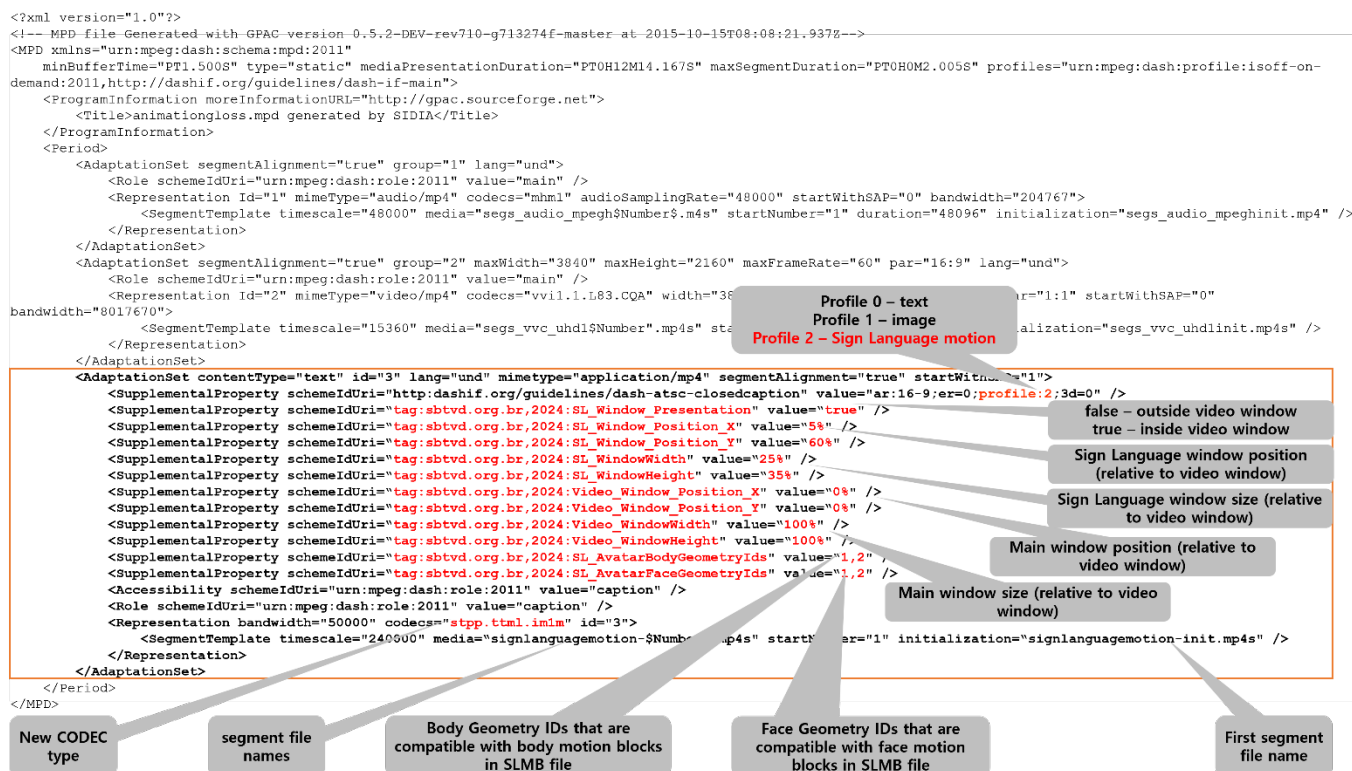 <?xml version="1.0"?>
<!-- MPD file Generated with GPAC version 0.5.2-DEV-rev710-g713274f-master at 2015-10-15T08:08:21.937Z-->
<MPD xmlns="urn:mpeg:dash:schema:mpd:2011"
minBufferTime="PT1.500S" type="static" mediaPresentationDuration="PT0H12M14.167S" maxSegmentDuration="PT0H0M2.005S" profiles="urn:mpeg:dash:profile:isoff-on-
demand:2011,http://dashif.org/guidelines/dash-if-main">
<ProgramInformation moreInformationURL="http://gpac.sourceforge.net">
<Title>animationgloss.mpd generated by SIDIA</Title>
</ProgramInformation>
<Period>
<AdaptationSet segmentAlignment="true" group="1" lang="und">
<Role schemeIdUri="urn:mpeg:dash:role:2011" value="main" />
<Representation Id="1" mimeType="audio/mp4" codecs="mhm1" audioSamplingRate="48000" startWithSAP="0" bandwidth="204767">
<SegmentTemplate timescale="48000" media="segs_audio_mpegh$Number$.m4s" startNumber="1" duration="48096" initialization="segs_audio_mpeghinit.mp4" />
</Representation>
</AdaptationSet>
<AdaptationSet segmentAlignment="true" group="2" maxWidth="3840" maxHeight="2160" maxFrameRate="60" par="16:9" lang="und">
<Role schemeIdUri="urn:mpeg:dash:role:2011" value="main" />
<Representation Id="2" mimeType="video/mp4" codecs="vvi1.1.L83.CQA" width="38 ar="1:1" startWithSAP="0"
bandwidth="8017670">
<SegmentTemplate timescale="15360" media="segs_vvc_uhd1$Number".mp4s" sta ialization="segs_vvc_uhd1init.mp4s" />
</Representation>
</AdaptationSet>
Profile 0 – text
Profile 1 – image
Profile 2 – Sign Language motion
<AdaptationSet contentType="text" id="3" lang="und" mimetype="application/mp4" segmentAlignment="true" startWithSAP="1">
<SupplementalProperty schemeIdUri="http:dashif.org/guidelines/dash-atsc-closedcaption" value="ar:16-9;er=0;profile:2;3d=0" />
<SupplementalProperty schemeIdUri=“tag:sbtvd.org.br,2024:SL_Window_Presentation" value=“true" />
<SupplementalProperty schemeIdUri=“tag:sbtvd.org.br,2024:SL_Window_Position_X" value=“5%" />
<SupplementalProperty schemeIdUri=“tag:sbtvd.org.br,2024:SL_Window_Position_Y" value=“60%" />
<SupplementalProperty schemeIdUri=“tag:sbtvd.org.br,2024:SL_WindowWidth" value=“25%" />
<SupplementalProperty schemeIdUri=“tag:sbtvd.org.br,2024:SL_WindowHeight" value=“35%" />
<SupplementalProperty schemeIdUri=“tag:sbtvd.org.br,2024:Video_Window_Position_X" value=“0%" />
<SupplementalProperty schemeIdUri=“tag:sbtvd.org.br,2024:Video_Window_Position_Y" value=“0%" />
<SupplementalProperty schemeIdUri=“tag:sbtvd.org.br,2024:Video_WindowWidth" value=“100%" />
<SupplementalProperty schemeIdUri=“tag:sbtvd.org.br,2024:Video_WindowHeight" value=“100%" />
<SupplementalProperty schemeIdUri=“tag:sbtvd.org.br,2024:SL_AvatarBodyGeometryIds" value=“1,2" />
<SupplementalProperty schemeIdUri=“tag:sbtvd.org.br,2024:SL_AvatarFaceGeometryIds" value=“1,2" />
<Accessibility schemeIdUri="urn:mpeg:dash:role:2011" value="caption" />
<Role schemeIdUri="urn:mpeg:dash:role:2011" value="caption" />
<Representation bandwidth="50000" codecs="stpp.ttml.im1m" id="3">
<SegmentTemplate timescale="240000" media=“signlanguagemotion-$Number .mp4s" startNumber="1" initialization=“signlanguagemotion-init.mp4s" />
</Representation>
</AdaptationSet>
</Period>
</MPD>
false – outside video window
true – inside video window
Sign Language window position
(relative to video window)
Sign Language window size (relative
to video window)
Main window position (relative to
video window)
Main window size (relative to video
window)
New CODEC
type
segment file
names
Body Geometry IDs that are
compatible with body motion blocks
in SLMB file
Face Geometry IDs that are
compatible with face motion
blocks in SLMB file
First segment
file name